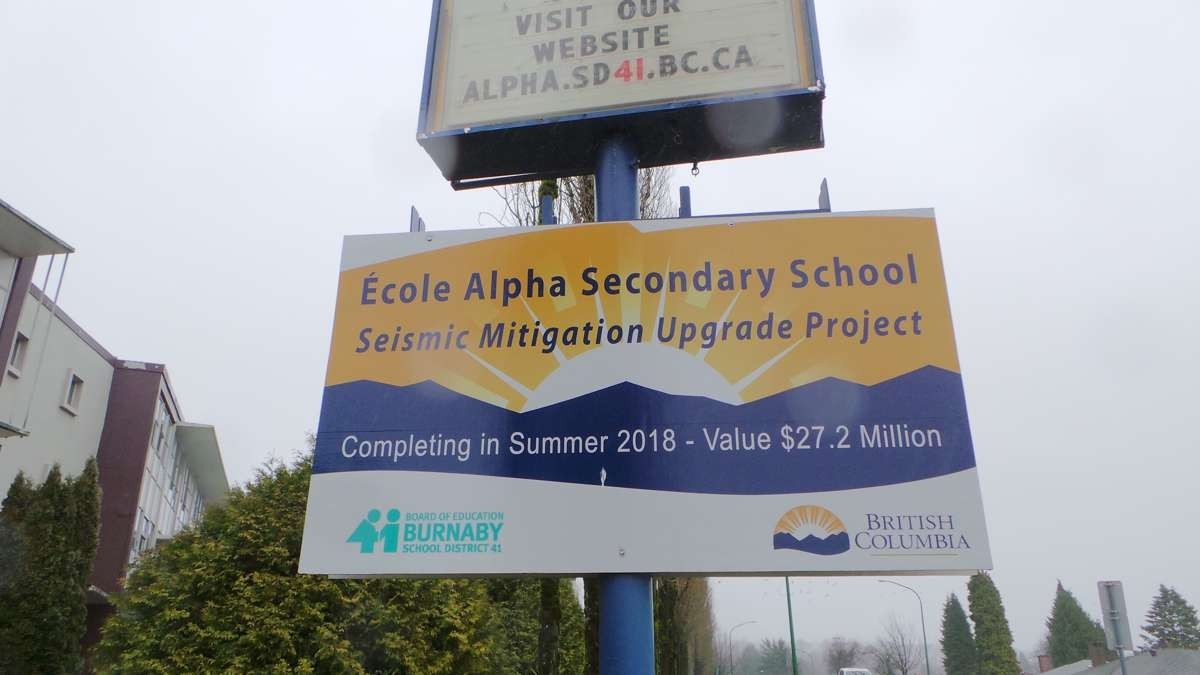 VISIT OUR
WEBSITE
ALPHA.SD41.BC.CA
École Alpha Secondary School
Seismic Mitigation Upgrade Project
Completing in Summer 2018 - Value $27.2 Million
BOARD OF EDUCATION
BURNABY
SCHOOL DISTRICT 41
BRITISH
COLUMBIA